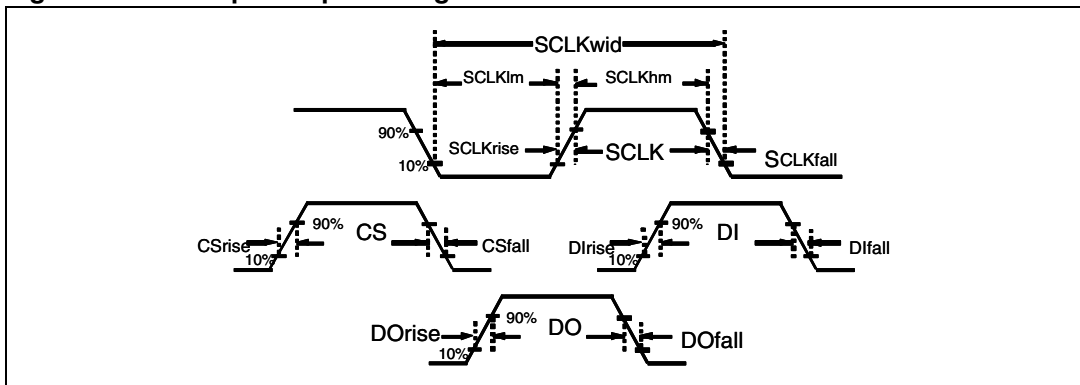 SCLKwid
SCLKlm SCLKhm
90%
SCLKrise SCLK SCLKfall
10%
90% CS 90% DI
CSrise CSfall DIrise DIfall
10% 10%
90% DO
DOrise DOfall
10%